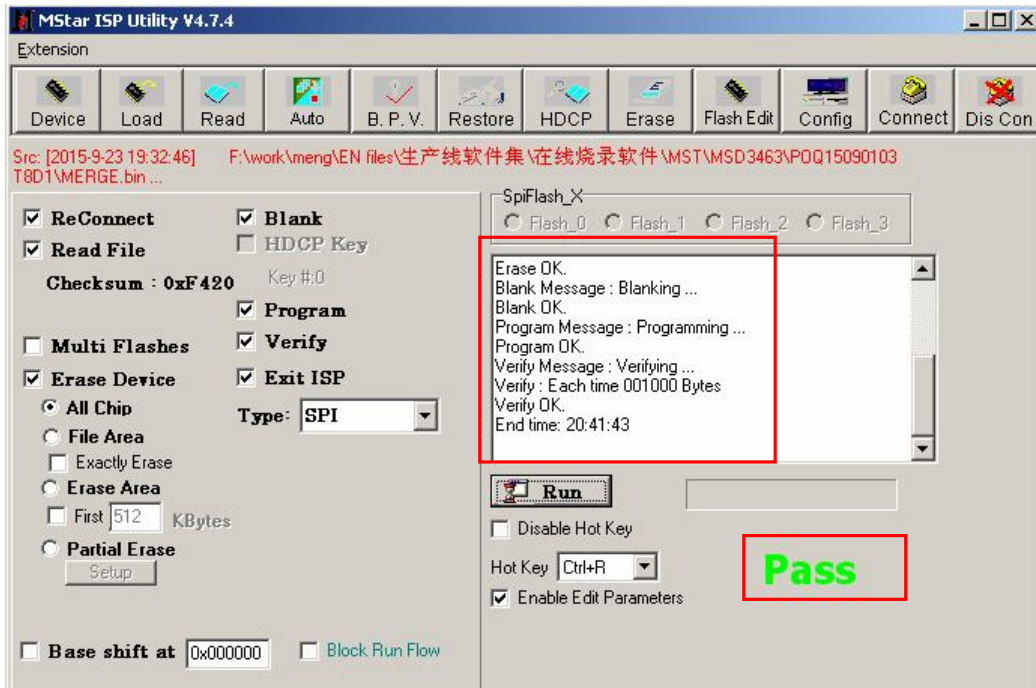 MStar ISP Utility V4.7.4
Extension
Device Load Read Auto B. P. V. Restore HDCP Erase Flash Edit Config Connect Dis Con
Src: [2015-9-23 19:32:46] F:\work\meng\EN files\生产线软件集\在线烧录软件\MST\MSD3463\POQ15090103
T8D1\MERGE.bin ...
ReConnect
Read File
Checksum : 0xF420
Multi Flashes
Erase Device
All Chip
File Area
Exactly Erase
Erase Area
First 512 KBytes
Partial Erase
Setup
Base shift at 0x000000
Block Run Flow
Blank
HDCP Key
Key #:0
Program
Verify
Exit ISP
Type: SPI
SpiFlash_X
Flash_0 Flash_1 Flash_2 Flash_3
Erase OK.
Blank Message : Blanking ...
Blank OK.
Program Message : Programming ...
Program OK.
Verify Message : Verifying ...
Verify : Each time 001000 Bytes
Verify OK.
End time: 20:41:43
Run
Disable Hot Key
Hot Key Ctrl+R
Enable Edit Parameters
Pass